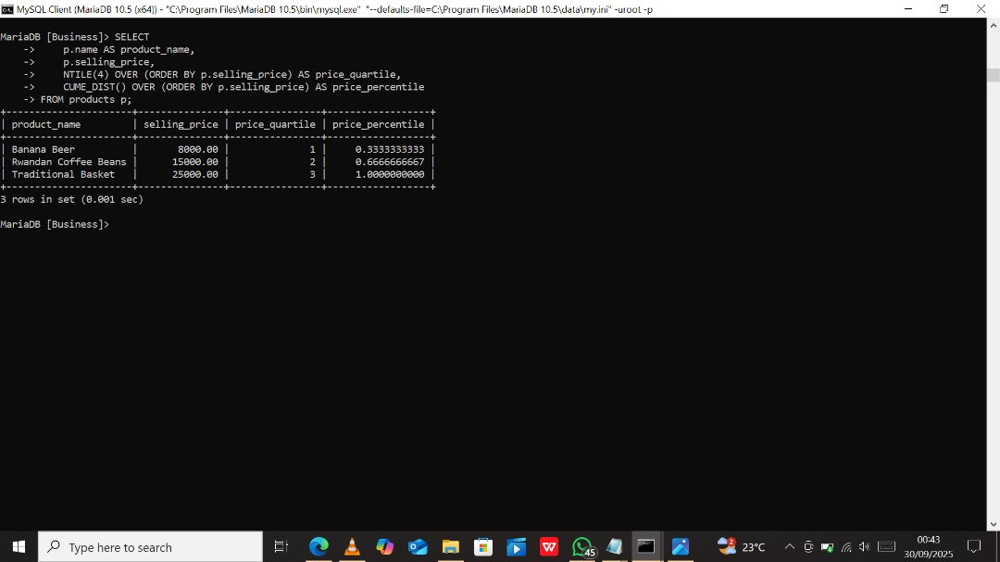 MySQL Client (MariaDB 10.5 (x64)) - "C:\Program Files\MariaDB 10.5\bin\mysql.exe" "--defaults-file=C:\Program Files\MariaDB 10.5\data\my.ini" -uroot -p
MariaDB [Business]> SELECT
    ->     p.name AS product_name,
    ->     p.selling_price,
    ->     NTILE(4) OVER (ORDER BY p.selling_price) AS price_quartile,
    ->     CUME_DIST() OVER (ORDER BY p.selling_price) AS price_percentile
    -> FROM products p;
+---------------------+---------------+----------------+------------------+
| product_name        | selling_price | price_quartile | price_percentile |
+---------------------+---------------+----------------+------------------+
| Banana Beer         |       8000.00 |              1 |     0.3333333333 |
| Rwandan Coffee Beans |      15000.00 |              2 |     0.6666666667 |
| Traditional Basket  |      25000.00 |              3 |     1.0000000000 |
+---------------------+---------------+----------------+------------------+
3 rows in set (0.001 sec)
MariaDB [Business]>
Type here to search
W
45
2
23°C
00:43
30/09/2025